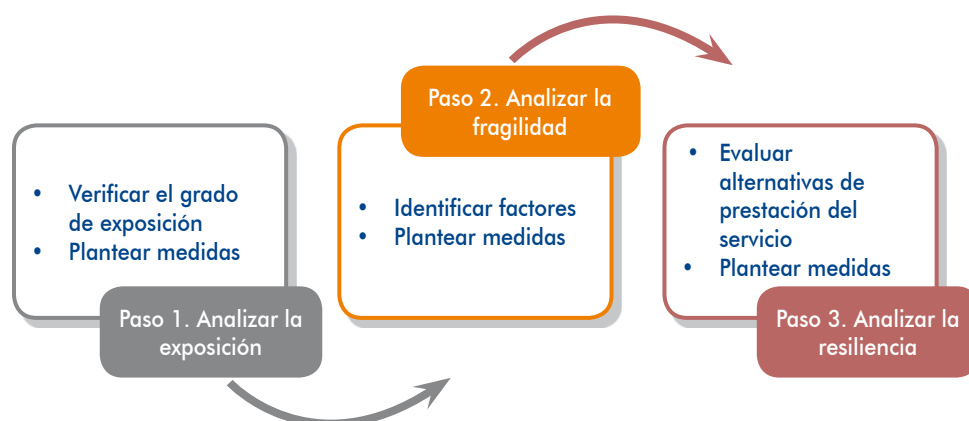 • Verificar el grado
de exposición
• Plantear medidas
Paso 1. Analizar la
exposición
Paso 2. Analizar la
fragilidad
• Identificar factores
• Plantear medidas
• Evaluar
alternativas de
prestación del
servicio
• Plantear medidas
Paso 3. Analizar la
resiliencia